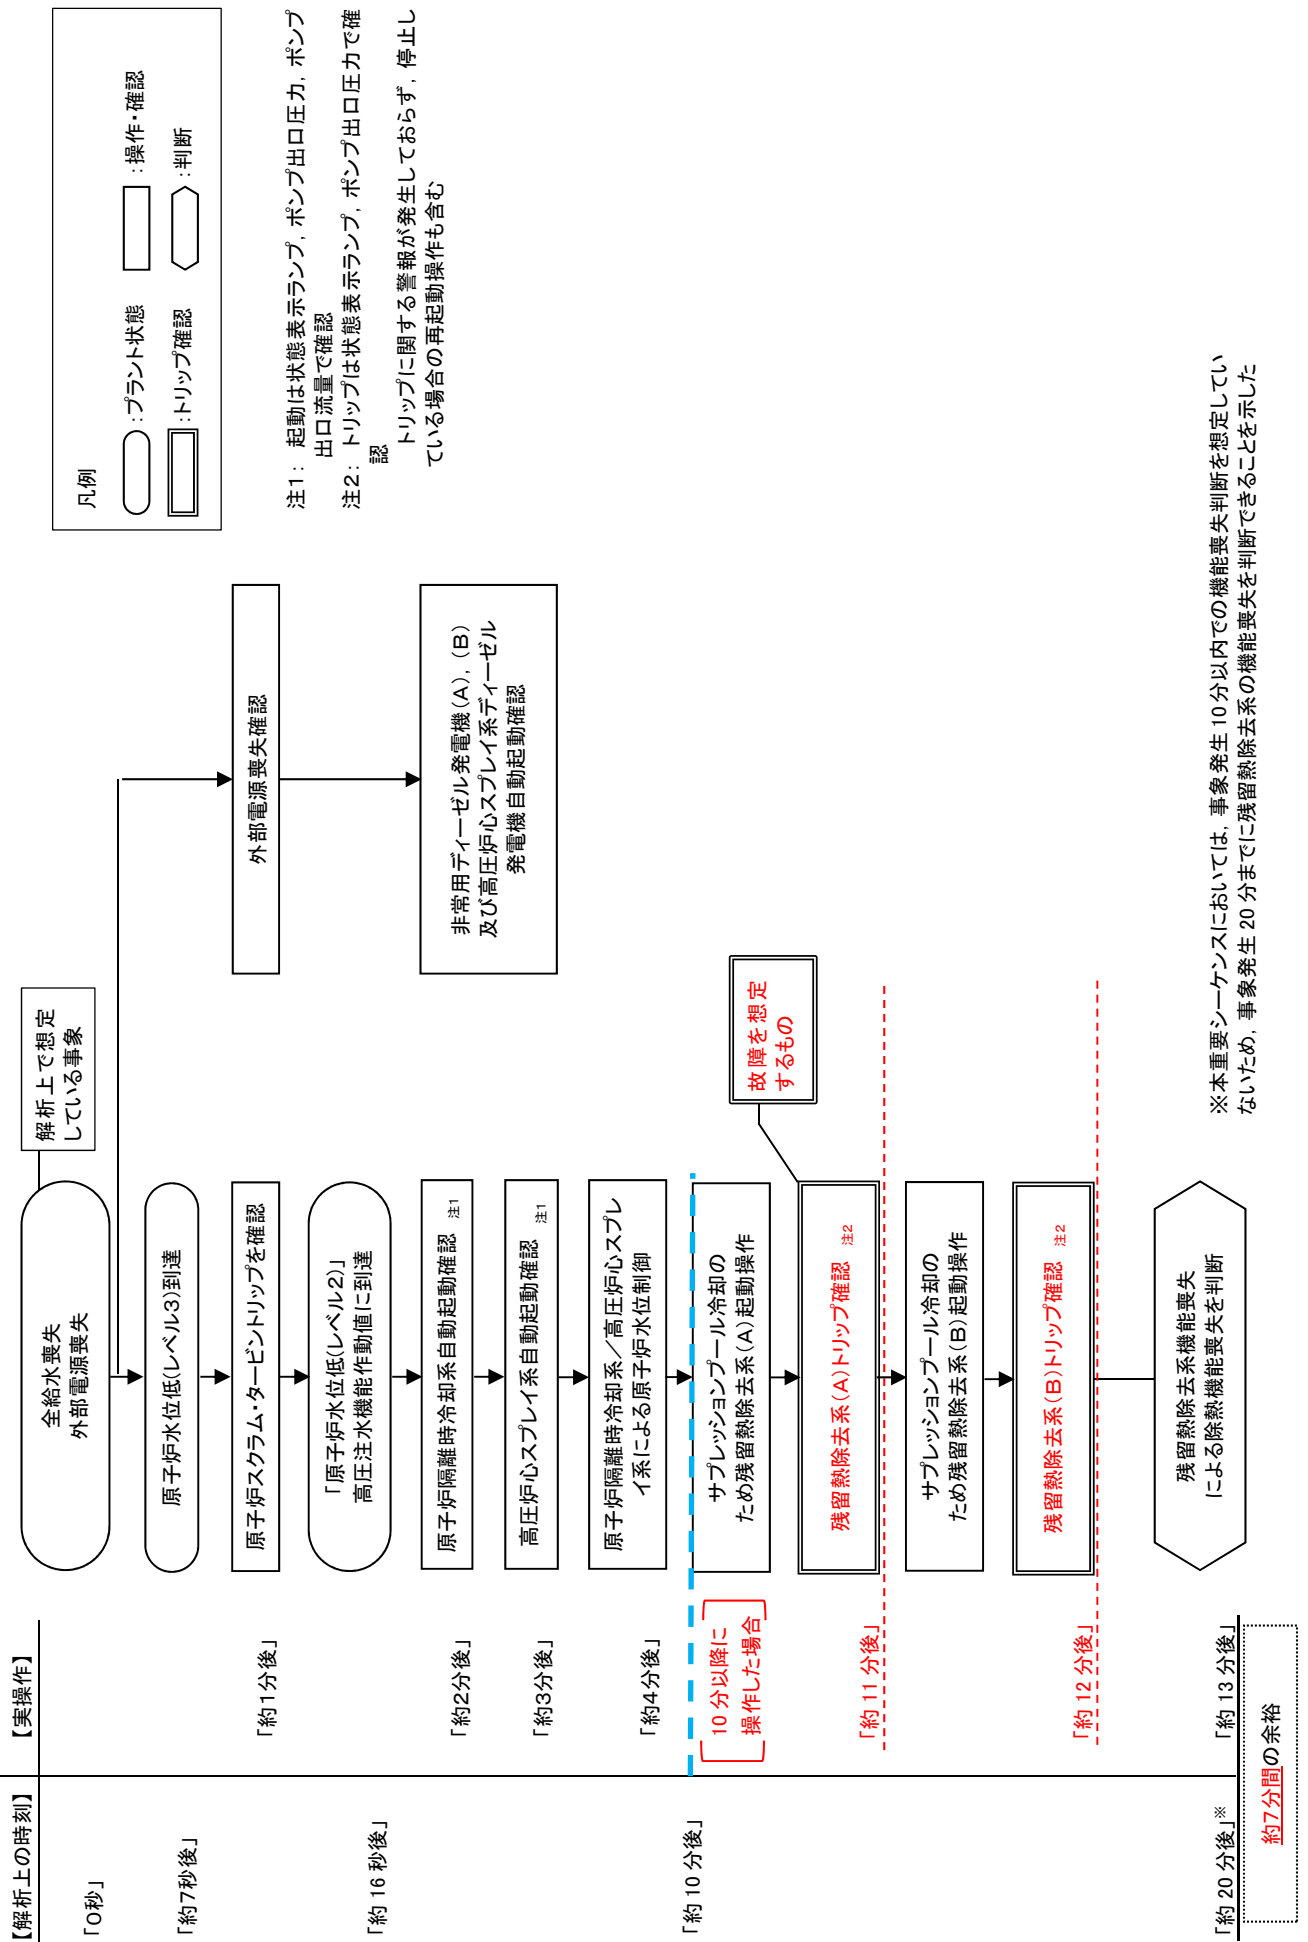 【解析上の時刻】
【実操作】
「0秒」
「約7秒後」
「約 16 秒後」
「約 10 分後」
「約 20 分後」※
「約1分後」
「約2分後」
「約3分後」
「約4分後」
10 分以降に
操作した場合
「約 11 分後」
「約 12 分後」
「約 13 分後」
約7分間の余裕
全給水喪失
外部電源喪失
解析上で想定
している事象
原子炉水位低(レベル3)到達
原子炉スクラム・タービントリップを確認
「原子炉水位低(レベル2)」
高圧注水機能作動値に到達
原子炉隔離時冷却系自動起動確認 注1
高圧炉心スプレイ系自動起動確認 注1
原子炉隔離時冷却系／高圧炉心スプレ
イ系による原子炉水位制御
サプレッションプール冷却の
ため残留熱除去系(A)起動操作
残留熱除去系(A)トリップ確認 注2
故障を想定
するもの
サプレッションプール冷却の
ため残留熱除去系(B)起動操作
残留熱除去系(B)トリップ確認 注2
残留熱除去系機能喪失
による除熱機能喪失を判断
外部電源喪失確認
非常用ディーゼル発電機(A)，(B)
及び高圧炉心スプレイ系ディーゼル
発電機自動起動確認
凡例
:プラント状態
:操作・確認
:トリップ確認
:判断
注1： 起動は状態表示ランプ，ポンプ出口圧力，ポンプ
出口流量で確認
注2： トリップは状態表示ランプ，ポンプ出口圧力で確
認
トリップに関する警報が発生しておらず，停止し
ている場合の再起動操作も含む
※本重要シーケンスにおいては，事象発生 10 分以内での機能喪失判断を想定してい
ないため，事象発生 20 分までに残留熱除去系の機能喪失を判断できることを示した